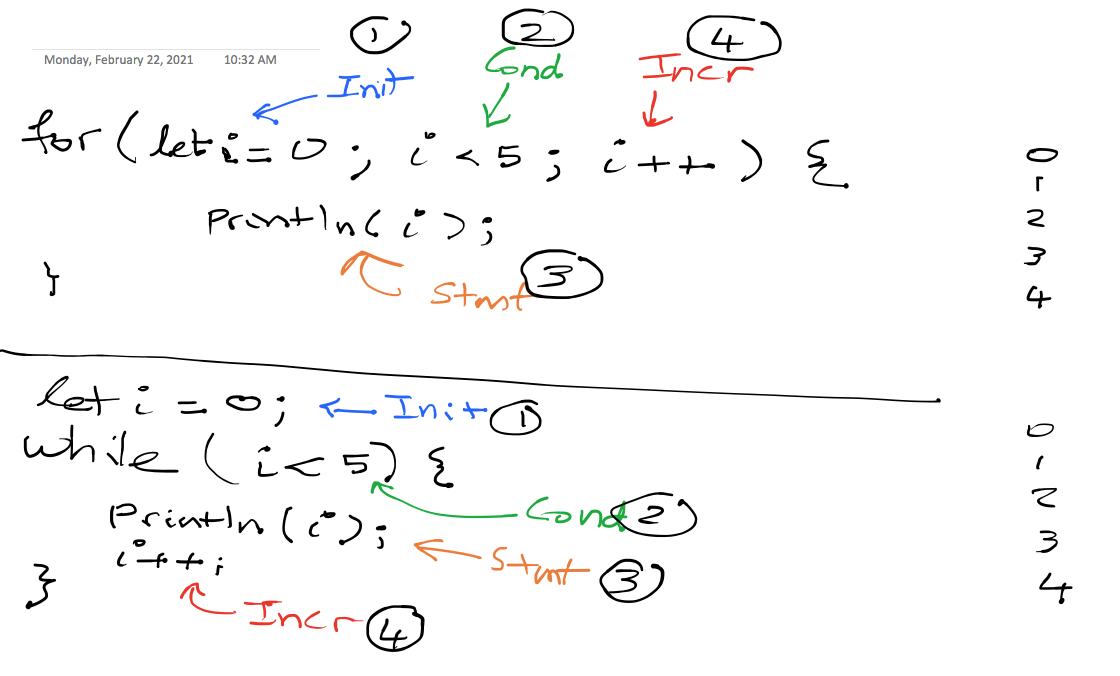 ① ② ④
Monday, February 22, 2021 10:32 AM
Init Cond Incr
for (let i = 0 ; i < 5 ; i++ ) {
println( i );
}
Stmt ③
0
1
2
3
4
let i = 0; Init ①
while ( i < 5) {
println ( i );
Cond ②
i++;
Stmt ③
}
Incr ④
0
1
2
3
4